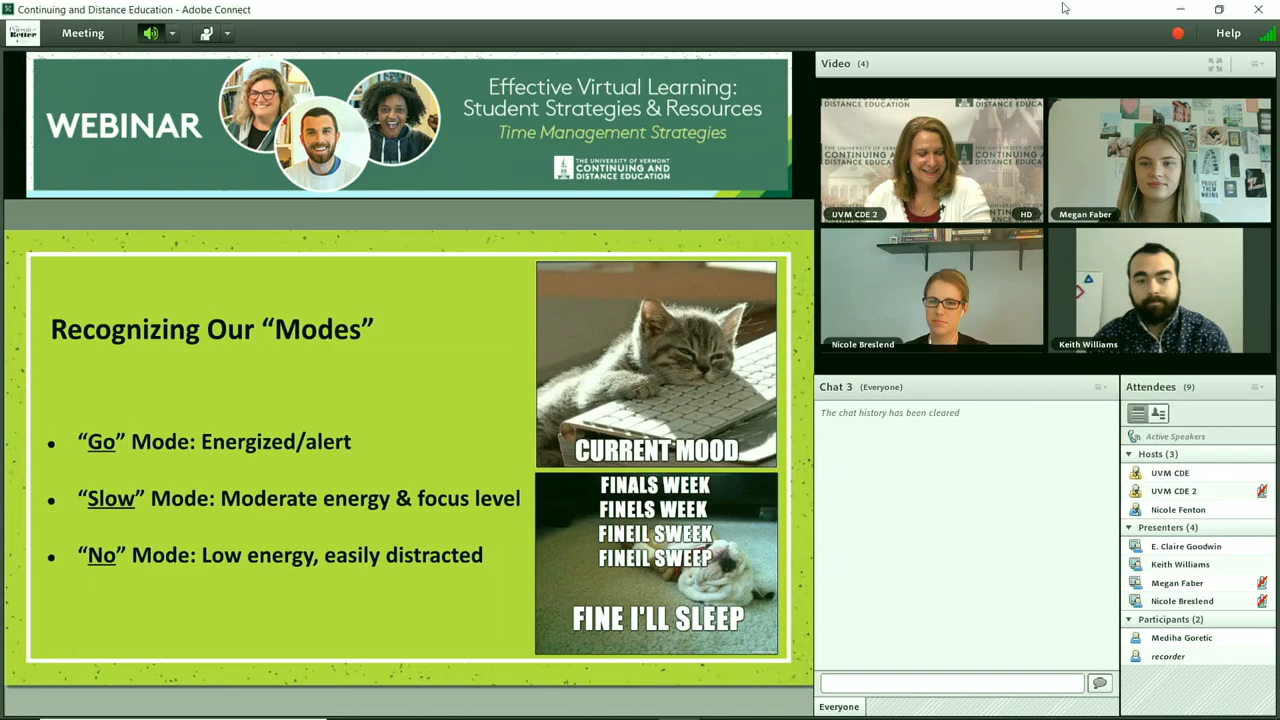 Continuing and Distance Education - Adobe Connect
Pursuit of
Better
Meeting
Help
WEBINAR
Effective Virtual Learning:
Student Strategies & Resources
Time Management Strategies
THE UNIVERSITY OF VERMONT
CONTINUING AND
DISTANCE EDUCATION
Recognizing Our “Modes”
• “Go” Mode: Energized/alert
• “Slow” Mode: Moderate energy & focus level
• “No” Mode: Low energy, easily distracted
CURRENT MOOD
FINALS WEEK
FINELS WEEK
FINEIL SWEEK
FINEIL SWEEP
FINE I'LL SLEEP
Video (4)
DISTANCE EDUCATION
CONTINUING
DISTANCE EDUCATION
UVM CDE 2
HD
PROVE
THEM
WRONG
Megan Faber
Nicole Breslend
Keith Williams
Chat 3 (Everyone)
The chat history has been cleared
Everyone
Attendees (9)
Active Speakers
Hosts (3)
UVM CDE
UVM CDE 2
Nicole Fenton
Presenters (4)
E. Claire Goodwin
Keith Williams
Megan Faber
Nicole Breslend
Participants (2)
Mediha Goretic
recorder